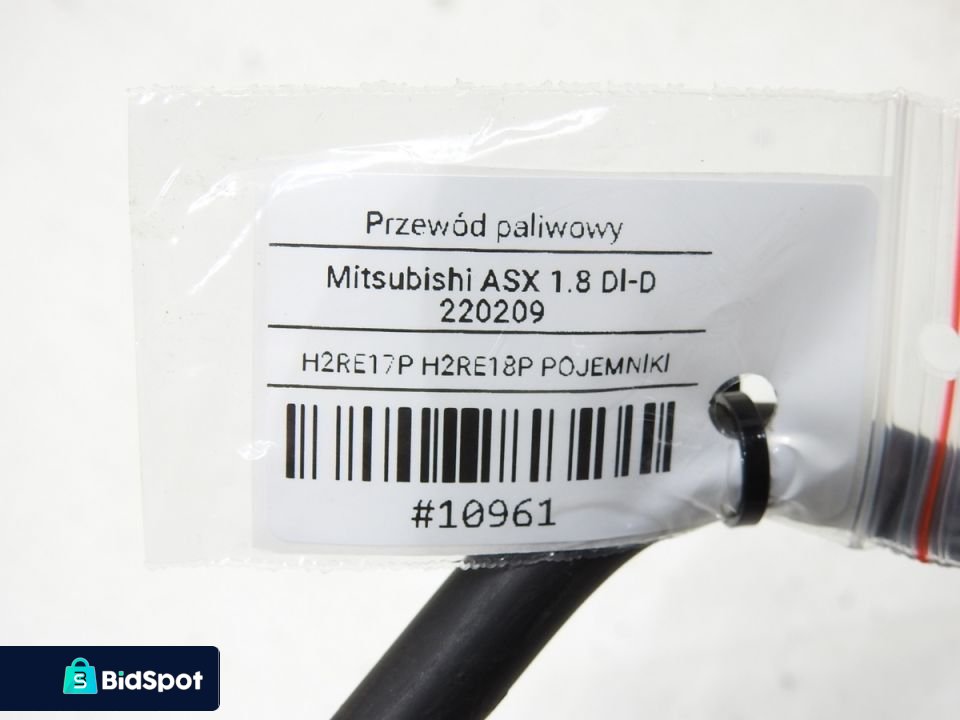 Przewód paliwowy
Mitsubishi ASX 1.8 DI-D
220209
H2RE17P H2RE18P POJEMNIKI
#10961
BidSpot